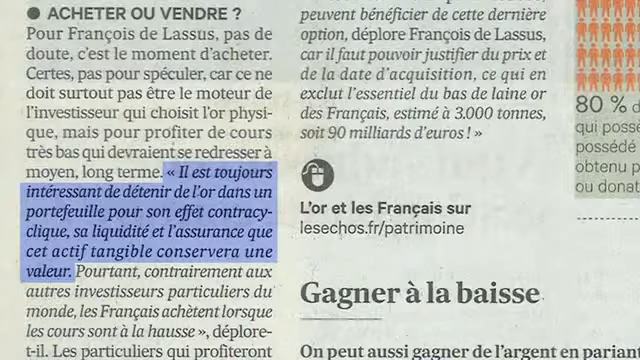 ● ACHETER OU VENDRE ?
Pour François de Lassus, pas de
doute, c'est le moment d'acheter.
Certes, pas pour spéculer, car ce ne
doit surtout pas être le moteur de
l'investisseur qui choisit l'or physi-
que, mais pour profiter de cours
très bas qui devraient se redresser à
moyen, long terme. « Il est toujours
intéressant de détenir de l'or dans un
portefeuille pour son effet contracy-
clique, sa liquidité et l'assurance que
cet actif tangible conservera une
valeur. Pourtant, contrairement aux
autres investisseurs particuliers du
monde, les Français achètent lorsque
les cours sont à la hausse », déplore-
t-il. Les particuliers qui profiteront
peuvent bénéficier de cette dernière
option, déplore François de Lassus,
car il faut pouvoir justifier du prix et
de la date d'acquisition, ce qui en
exclut l'essentiel du bas de laine or
des Français, estimé à 3.000 tonnes,
soit 90 milliards d'euros ! »
L'or et les Français sur
lesechos.fr/patrimoine
Gagner à la baisse
On peut aussi gagner de l'argent en pariant
80 % d
qui possè
possédé
obtenu p
ou donat